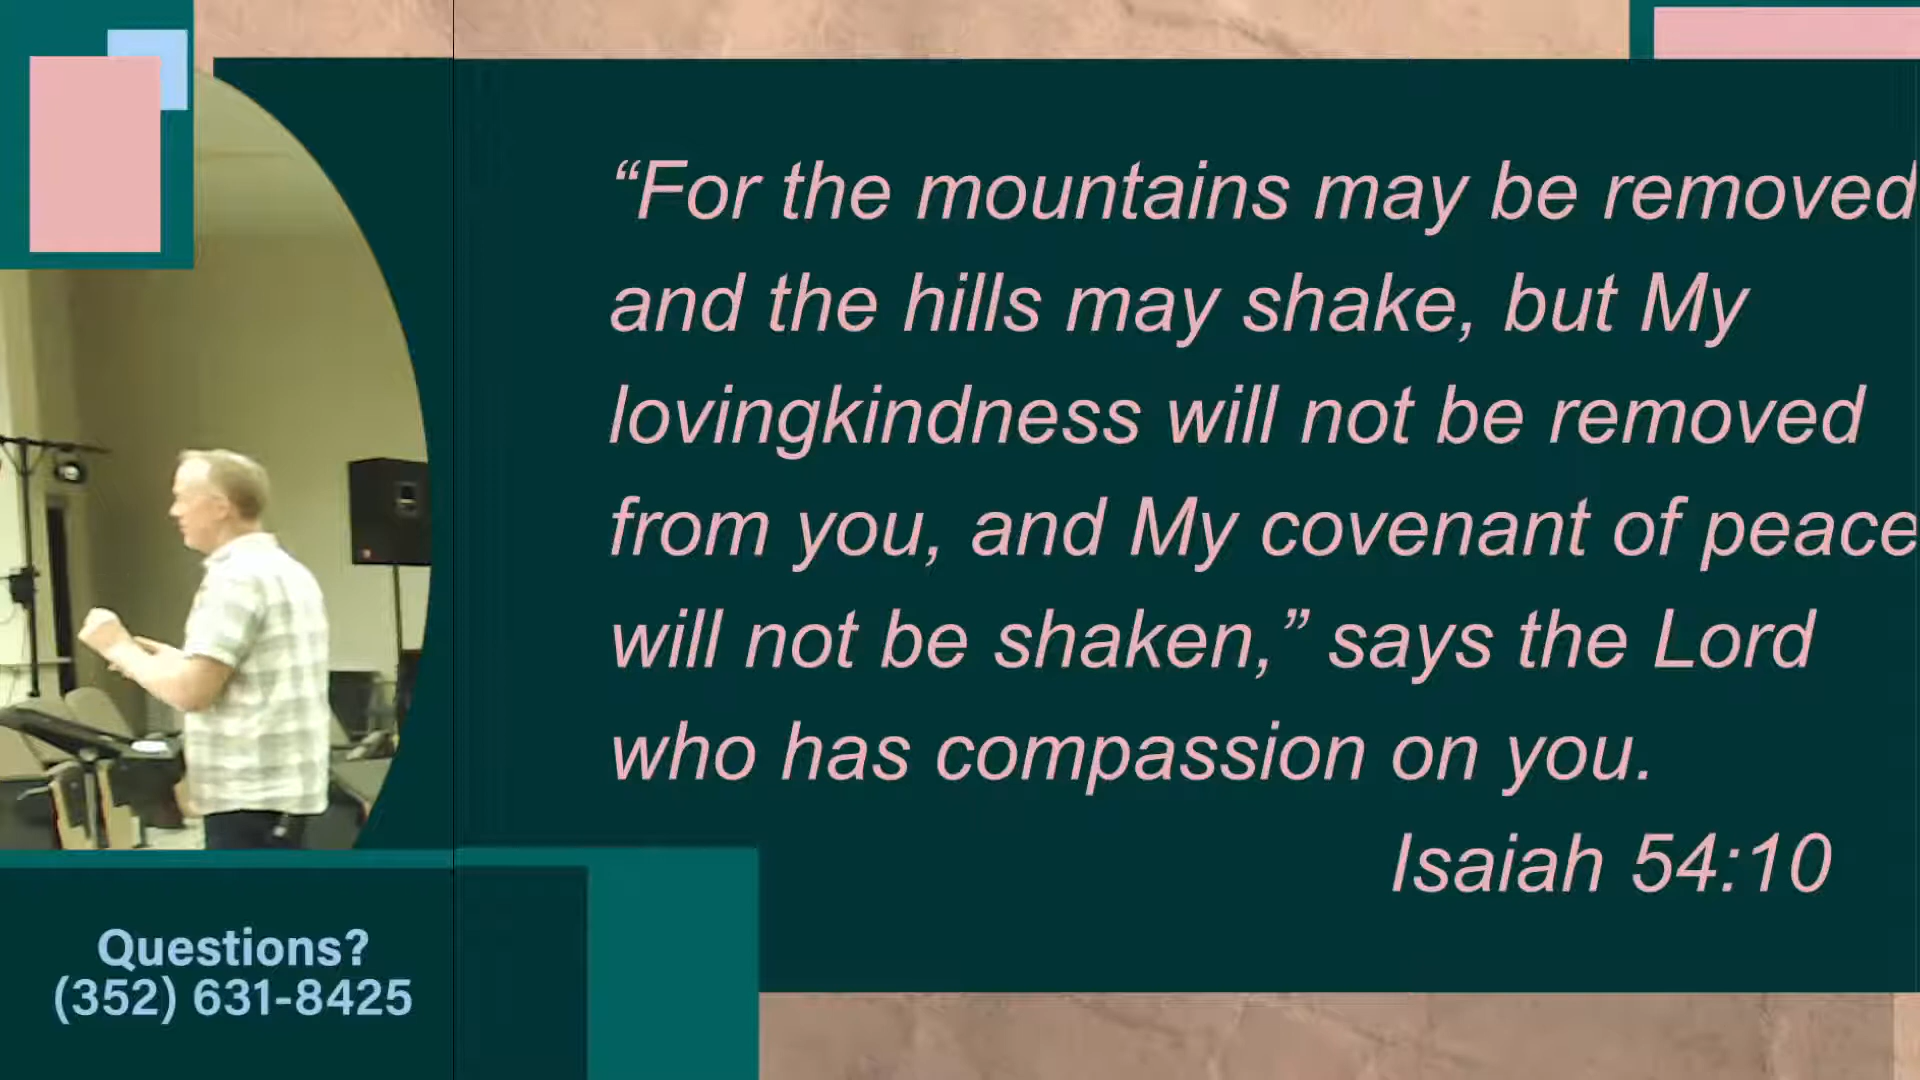 “For the mountains may be removed
and the hills may shake, but My
lovingkindness will not be removed
from you, and My covenant of peace
will not be shaken,” says the Lord
who has compassion on you.
Isaiah 54:10
Questions?
(352) 631-8425